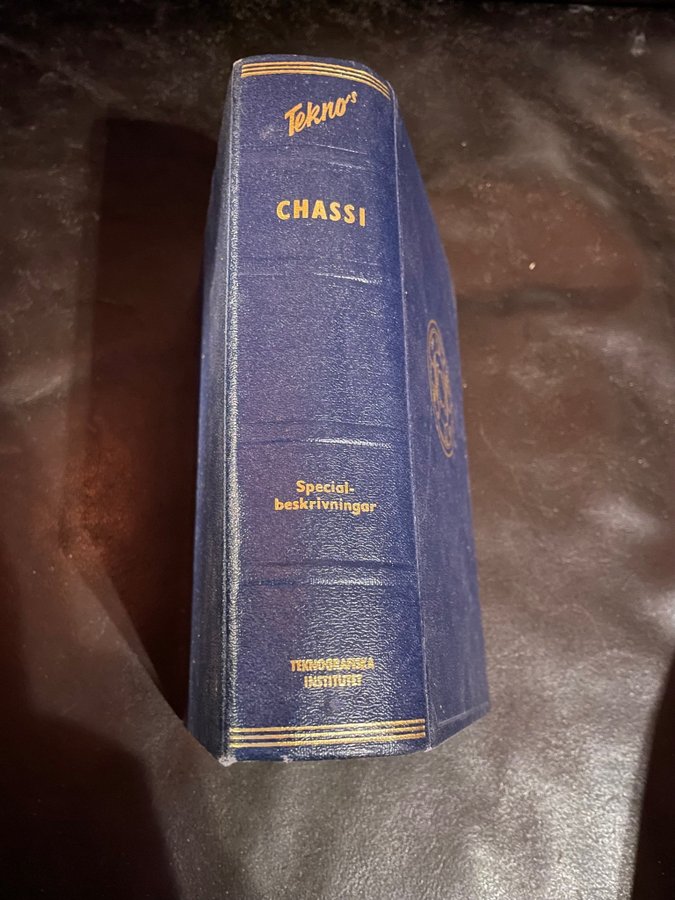 Tekno's
CHASSI
Special-
beskrivningar
TEKNOGRAFISKA
INSTITUTET